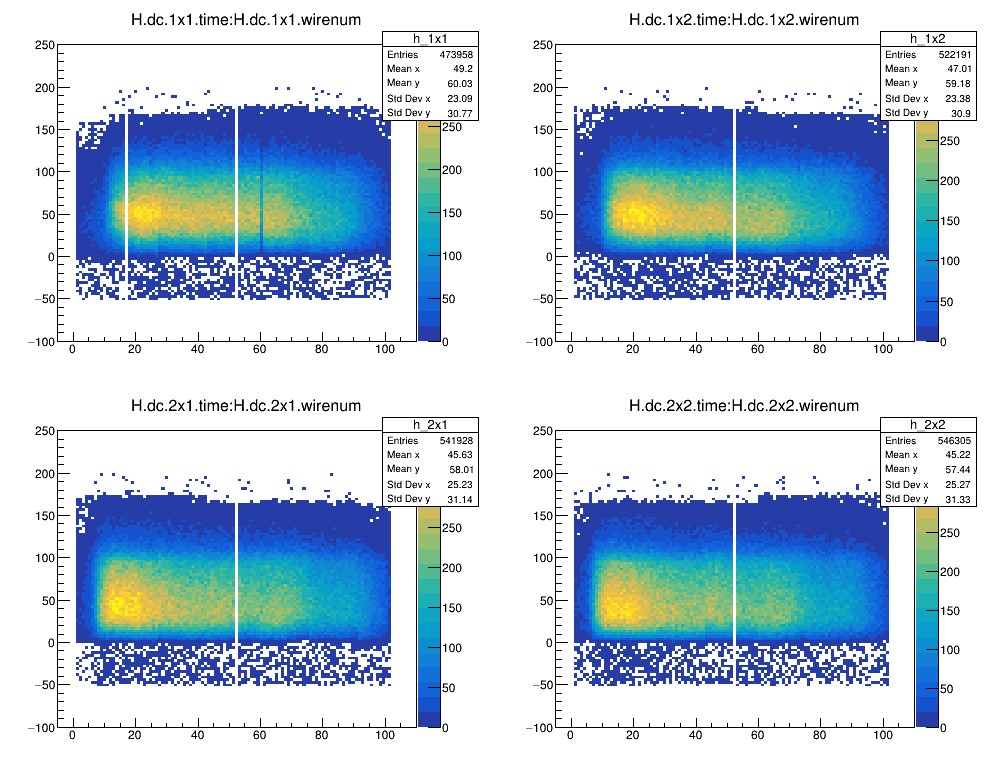 H.dc.1x1.time:H.dc.1x1.wirenum
h_1x1
Entries 473958
Mean x 49.2
Mean y 60.03
Std Dev x 23.09
Std Dev y 30.77
250
200
150
100
50
0
−50
−100
0 20 40 60 80 100
250
200
150
100
50
0
H.dc.1x2.time:H.dc.1x2.wirenum
h_1x2
Entries 522191
Mean x 47.01
Mean y 59.18
Std Dev x 23.38
Std Dev y 30.9
250
200
150
100
50
0
−50
−100
0 20 40 60 80 100
250
200
150
100
50
0
H.dc.2x1.time:H.dc.2x1.wirenum
h_2x1
Entries 541928
Mean x 45.63
Mean y 58.01
Std Dev x 25.23
Std Dev y 31.14
250
200
150
100
50
0
−50
−100
0 20 40 60 80 100
250
200
150
100
50
0
H.dc.2x2.time:H.dc.2x2.wirenum
h_2x2
Entries 546305
Mean x 45.22
Mean y 57.44
Std Dev x 25.27
Std Dev y 31.33
250
200
150
100
50
0
−50
−100
0 20 40 60 80 100
250
200
150
100
50
0